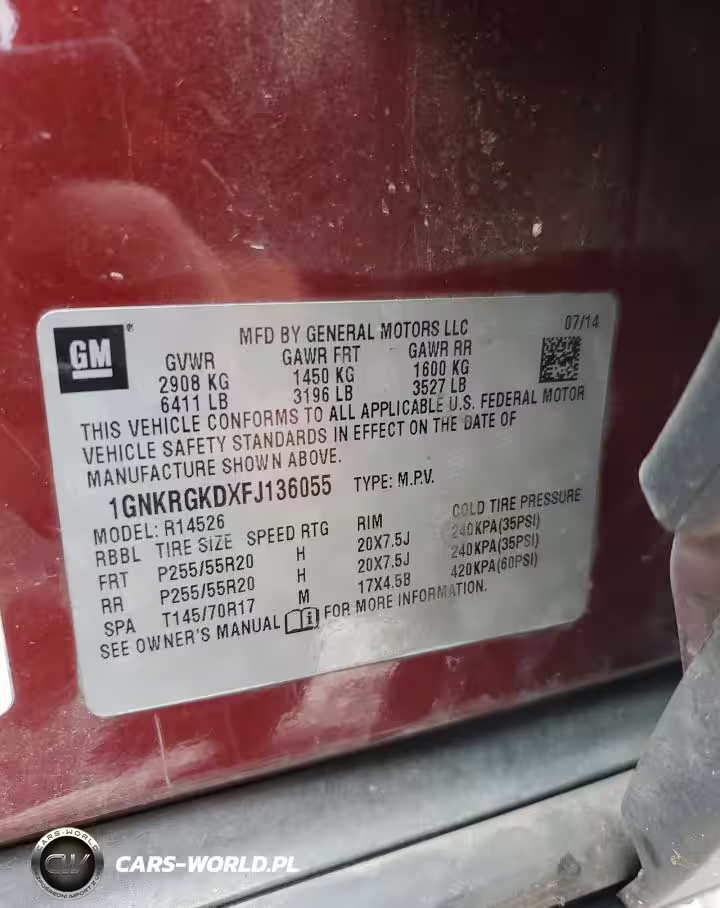 GM
®
MFD BY GENERAL MOTORS LLC
07/14
GVWR GAWR FRT GAWR RR
2908 KG 1450 KG 1600 KG
6411 LB 3196 LB 3527 LB
THIS VEHICLE CONFORMS TO ALL APPLICABLE U.S. FEDERAL MOTOR
VEHICLE SAFETY STANDARDS IN EFFECT ON THE DATE OF
MANUFACTURE SHOWN ABOVE.
1GNKRGKDXFJ136055 TYPE: M.P.V.
MODEL: R14526
RBBL TIRE SIZE SPEED RTG RIM COLD TIRE PRESSURE
FRT P255/55R20 H 20X7.5J 240KPA(35PSI)
RR P255/55R20 H 20X7.5J 240KPA(35PSI)
SPA T145/70R17 M 17X4.5B 420KPA(60PSI)
SEE OWNER'S MANUAL FOR MORE INFORMATION.
CARS-WORLD
CW
CARS-WORLD.PL